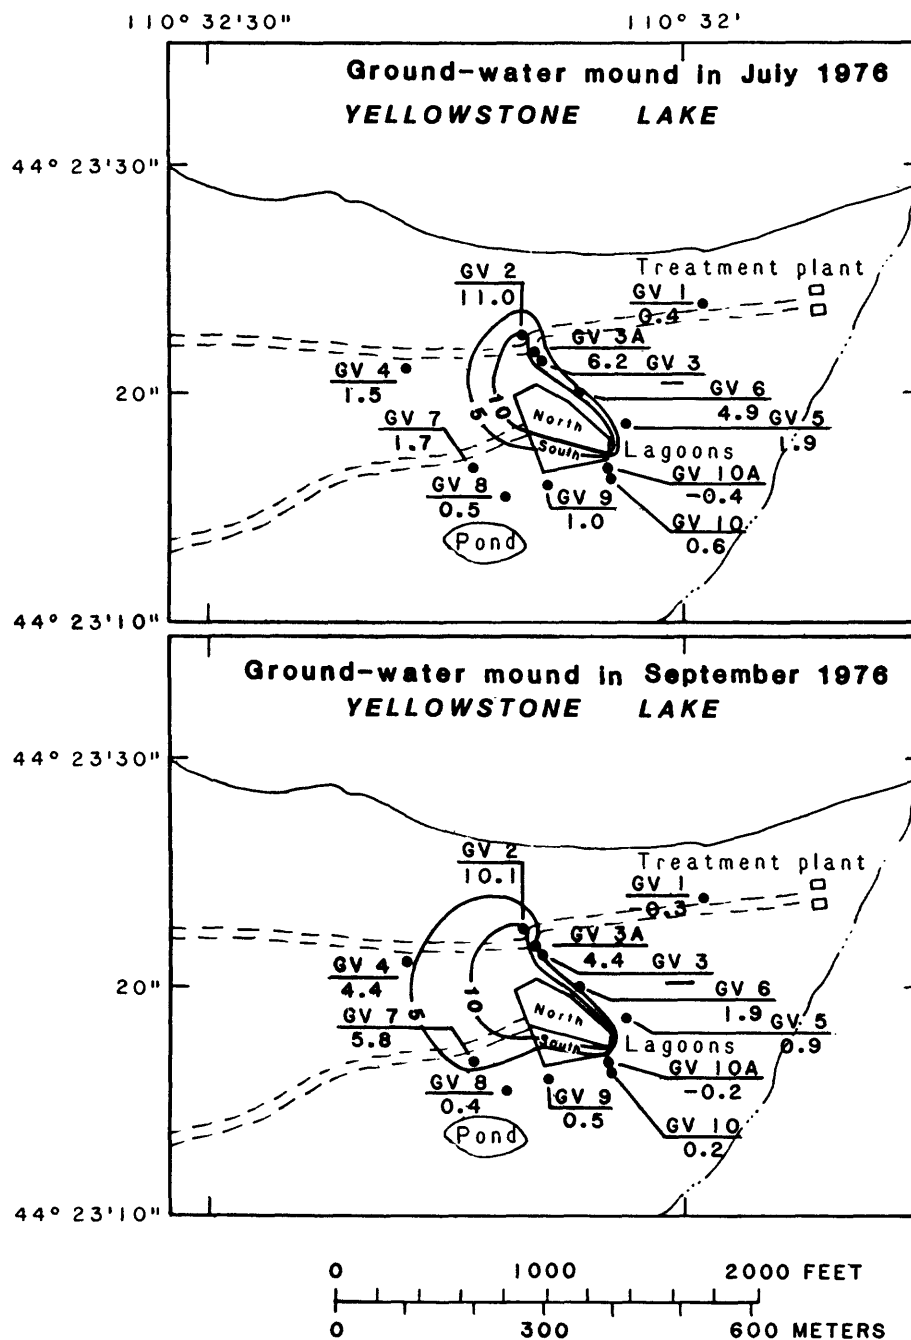 110° 32'30" 110° 32'
Ground-water mound in July 1976
YELLOWSTONE LAKE
44° 23'30"
GV 2
11.0
Treatment plant
GV 1
0.4
GV 3A
6.2
GV 3
—
GV 4
1.5
20"
GV 6
4.9
5
10
GV 7
1.7
North
South
GV 5
1.9
Lagoons
GV 10A
-0.4
GV 8
0.5
GV 9
1.0
GV 10
0.6
Pond
44° 23'10"
Ground-water mound in September 1976
YELLOWSTONE LAKE
44° 23'30"
GV 2
10.1
Treatment plant
GV 1
-0.3
GV 3A
4.4
GV 3
—
GV 4
4.4
20"
GV 6
1.9
5
10
GV 7
5.8
North
South
GV 5
0.9
Lagoons
GV 10A
-0.2
GV 8
0.4
GV 9
0.5
GV 10
0.2
Pond
44° 23'10"
0 1000 2000 FEET
0 300 600 METERS